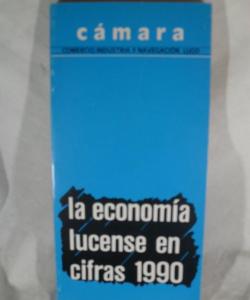 cámara
COMERCIO, INDUSTRIA Y NAVEGACIÓN. LUGO
la economía
lucense en
cifras 1990